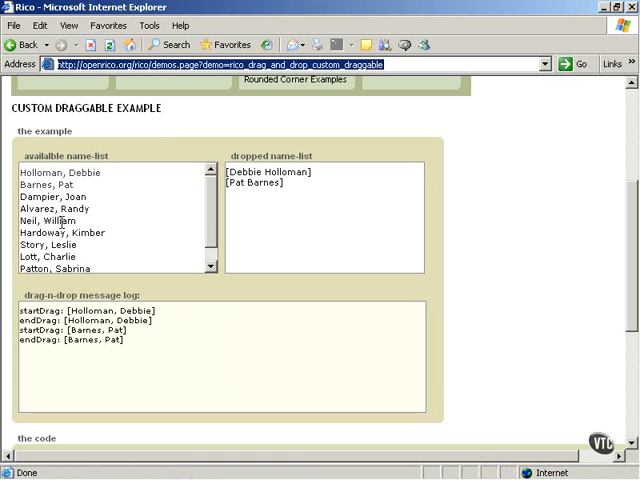 Rico - Microsoft Internet Explorer
File Edit View Favorites Tools Help
Back Search Favorites
Address http://openrico.org/rico/demos.page?demo=rico_drag_and_drop_custom_draggable Go Links »
Rounded Corner Examples
CUSTOM DRAGGABLE EXAMPLE
the example
available name-list dropped name-list
Holloman, Debbie [Debbie Holloman]
Barnes, Pat [Pat Barnes]
Dampier, Joan
Alvarez, Randy
Neil, William
Hardoway, Kimber
Story, Leslie
Lott, Charlie
Patton, Sabrina
drag-n-drop message log:
startDrag: [Holloman, Debbie]
endDrag: [Holloman, Debbie]
startDrag: [Barnes, Pat]
endDrag: [Barnes, Pat]
the code
VTC
Done Internet